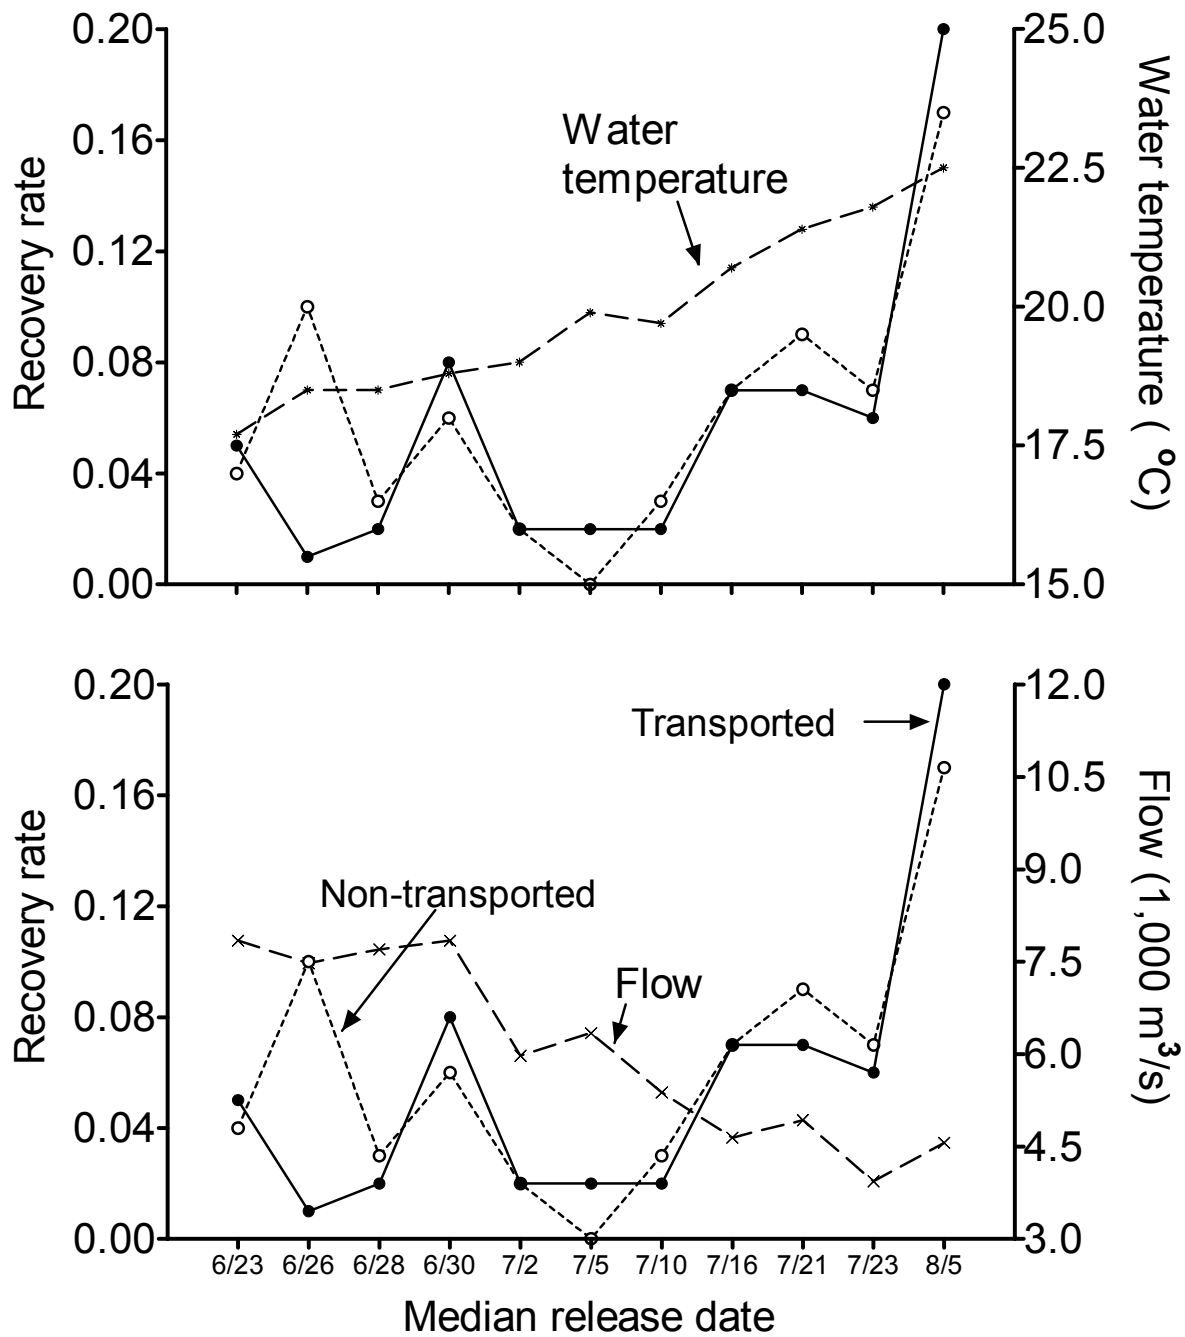 0.20
0.16
0.12
0.08
0.04
0.00
Recovery rate
Water
temperature
25.0
22.5
20.0
17.5
15.0
Water temperature ( °C)
0.20
0.16
0.12
0.08
0.04
0.00
Recovery rate
Transported
Non-transported
Flow
12.0
10.5
9.0
7.5
6.0
4.5
3.0
Flow (1,000 m³/s)
6/23 6/26 6/28 6/30 7/2 7/5 7/10 7/16 7/21 7/23 8/5
Median release date